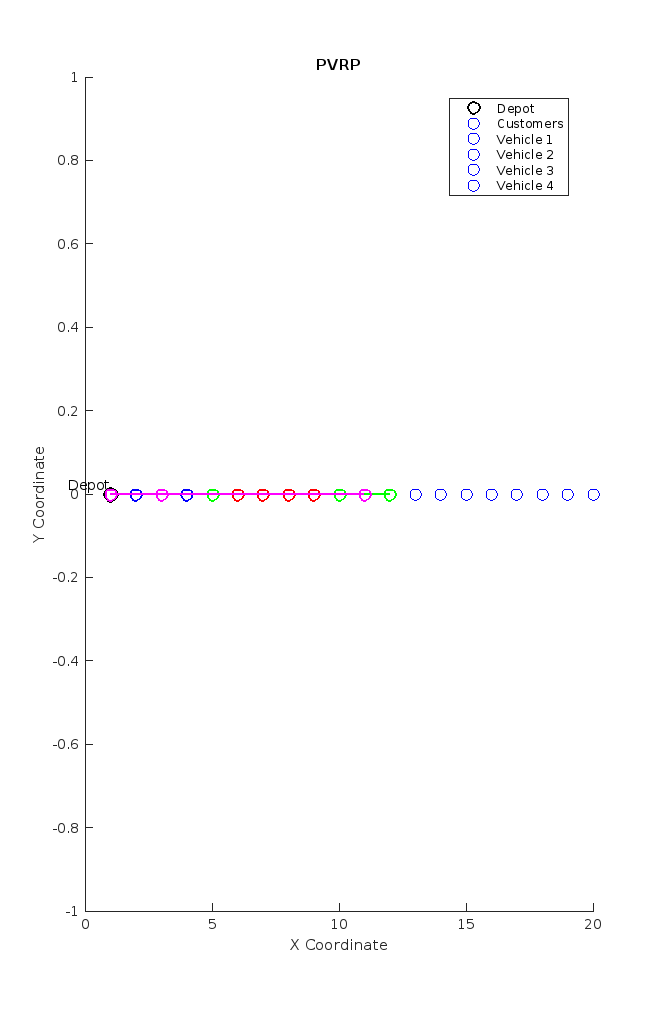 PVRP
Depot
Customers
Vehicle 1
Vehicle 2
Vehicle 3
Vehicle 4
1
0.8
0.6
0.4
0.2
0
-0.2
-0.4
-0.6
-0.8
-1
Y Coordinate
Depot
0
5
10
15
20
X Coordinate